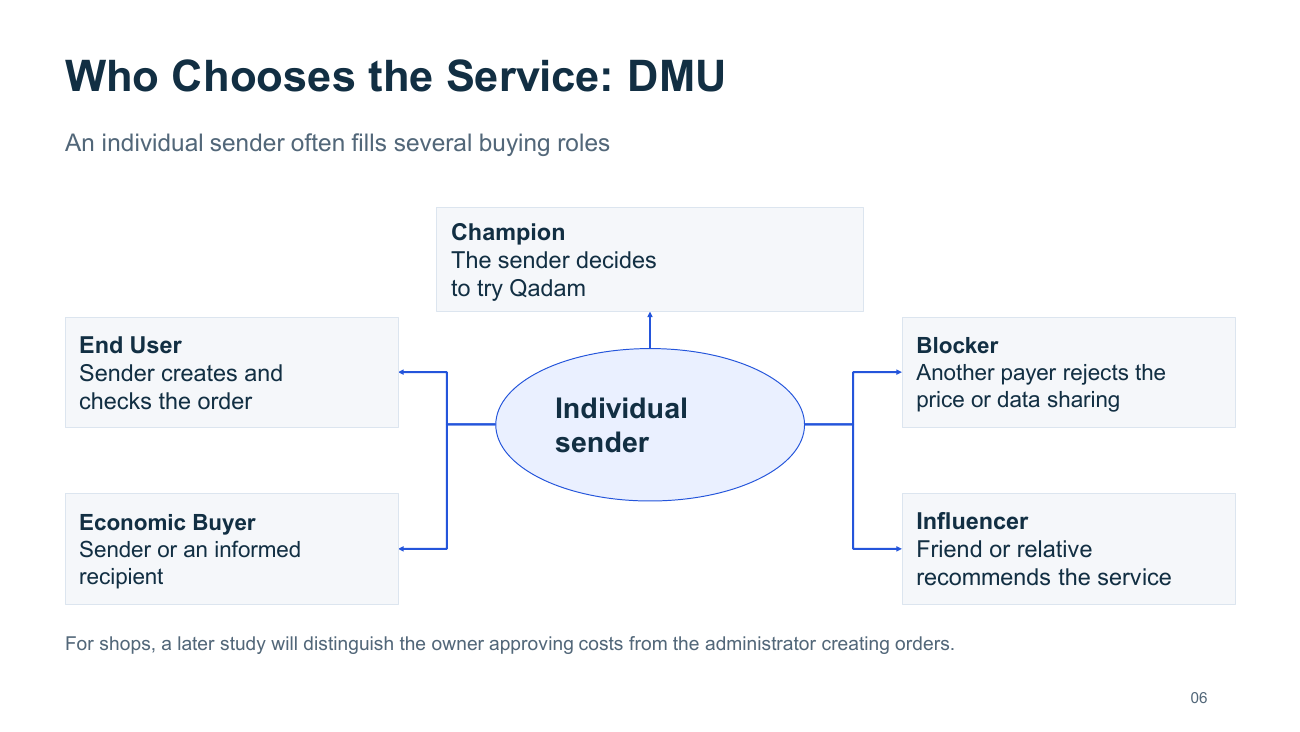 Who Chooses the Service: DMU
An individual sender often fills several buying roles
Champion
The sender decides
to try Qadam
End User
Sender creates and
checks the order
Blocker
Another payer rejects the
price or data sharing
Individual
sender
Economic Buyer
Sender or an informed
recipient
Influencer
Friend or relative
recommends the service
For shops, a later study will distinguish the owner approving costs from the administrator creating orders.
06